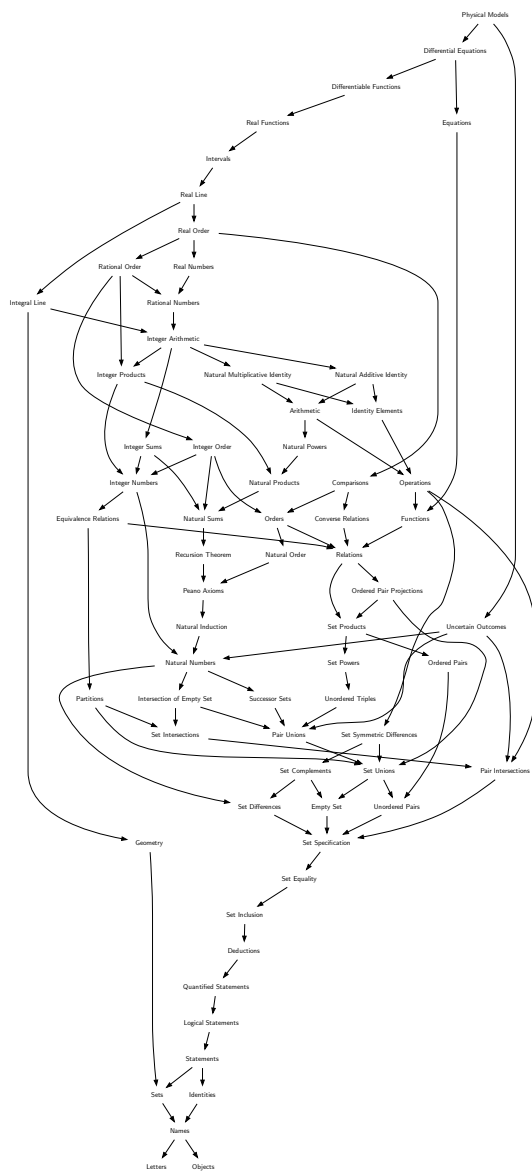 Physical Models
Differential Equations
Differentiable Functions
Real Functions
Equations
Intervals
Real Line
Real Order
Rational Order
Real Numbers
Integral Line
Rational Numbers
Integer Arithmetic
Integer Products
Natural Multiplicative Identity
Natural Additive Identity
Arithmetic
Identity Elements
Integer Sums
Integer Order
Natural Powers
Integer Numbers
Natural Products
Comparisons
Operations
Equivalence Relations
Natural Sums
Orders
Converse Relations
Functions
Recursion Theorem
Natural Order
Relations
Peano Axioms
Ordered Pair Projections
Natural Induction
Set Products
Uncertain Outcomes
Natural Numbers
Set Powers
Ordered Pairs
Partitions
Intersection of Empty Set
Successor Sets
Unordered Triples
Set Intersections
Pair Unions
Set Symmetric Differences
Set Complements
Set Unions
Pair Intersections
Set Differences
Empty Set
Unordered Pairs
Geometry
Set Specification
Set Equality
Set Inclusion
Deductions
Quantified Statements
Logical Statements
Statements
Sets
Identities
Names
Letters
Objects